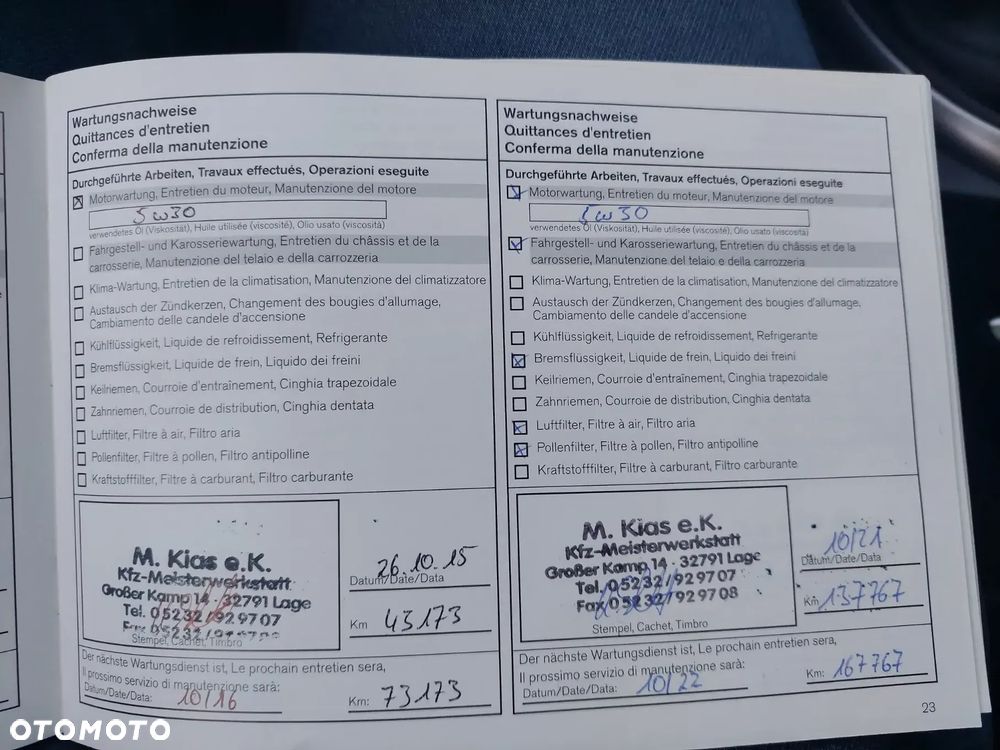 Wartungsnachweise
Quittances d'entretien
Conferma della manutenzione
Durchgeführte Arbeiten, Travaux effectués, Operazioni eseguite
Motorwartung, Entretien du moteur, Manutenzione del motore
5w30
verwendetes Öl (Viskosität), Huile utilisée (viscosité), Olio usato (viscosità)
Fahrgestell- und Karosseriewartung, Entretien du châssis et de la
carrosserie, Manutenzione del telaio e della carrozzeria
Klima-Wartung, Entretien de la climatisation, Manutenzione del climatizzatore
Austausch der Zündkerzen, Changement des bougies d'allumage,
Cambiamento delle candele d'accensione
Kühlflüssigkeit, Liquide de refroidissement, Refrigerante
Bremsflüssigkeit, Liquide de frein, Liquido dei freini
Keilriemen, Courroie d'entraînement, Cinghia trapezoidale
Zahnriemen, Courroie de distribution, Cinghia dentata
Luftfilter, Filtre à air, Filtro aria
Pollenfilter, Filtre à pollen, Filtro antipolline
Kraftstofffilter, Filtre à carburant, Filtro carburante
M. Kias e.K.
Kfz-Meisterwerkstatt
Großer Kamp 14 · 32791 Lage
Tel. 05232/929707
Stempel, Cachet, Timbro
26.10.15
Datum/Date/Data
Km 43173
Der nächste Wartungsdienst ist, Le prochain entretien sera,
Il prossimo servizio di manutenzione sarà:
Datum/Date/Data: 10/16
Km: 73173
Wartungsnachweise
Quittances d'entretien
Conferma della manutenzione
Durchgeführte Arbeiten, Travaux effectués, Operazioni eseguite
Motorwartung, Entretien du moteur, Manutenzione del motore
5w30
verwendetes Öl (Viskosität), Huile utilisée (viscosité), Olio usato (viscosità)
Fahrgestell- und Karosseriewartung, Entretien du châssis et de la
carrosserie, Manutenzione del telaio e della carrozzeria
Klima-Wartung, Entretien de la climatisation, Manutenzione del climatizzatore
Austausch der Zündkerzen, Changement des bougies d'allumage,
Cambiamento delle candele d'accensione
Kühlflüssigkeit, Liquide de refroidissement, Refrigerante
Bremsflüssigkeit, Liquide de frein, Liquido dei freini
Keilriemen, Courroie d'entraînement, Cinghia trapezoidale
Zahnriemen, Courroie de distribution, Cinghia dentata
Luftfilter, Filtre à air, Filtro aria
Pollenfilter, Filtre à pollen, Filtro antipolline
Kraftstofffilter, Filtre à carburant, Filtro carburante
M. Kias e.K.
Kfz-Meisterwerkstatt
Großer Kamp 14 · 32791 Lage
Tel. 05232/929707
Fax 05232/929708
Stempel, Cachet, Timbro
10/21
Datum/Date/Data
Km 137767
Der nächste Wartungsdienst ist, Le prochain entretien sera,
Il prossimo servizio di manutenzione sarà:
Datum/Date/Data: 10/22
Km: 167767
23
OTOMOTO